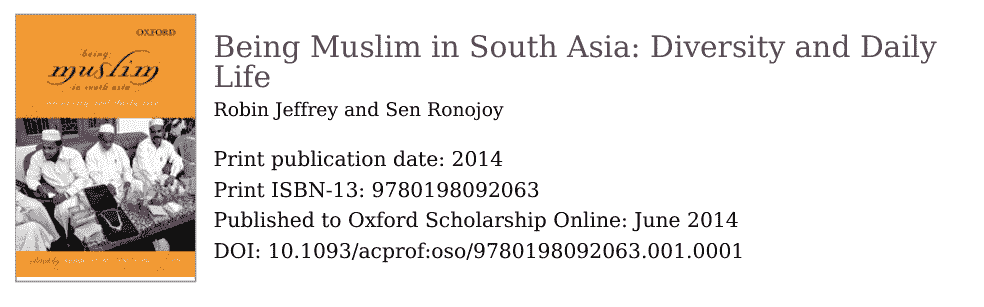 OXFORD
being
muslim
in south asia
Being Muslim in South Asia: Diversity and Daily
Life
Robin Jeffrey and Sen Ronojoy
Print publication date: 2014
Print ISBN-13: 9780198092063
Published to Oxford Scholarship Online: June 2014
DOI: 10.1093/acprof:oso/9780198092063.001.0001